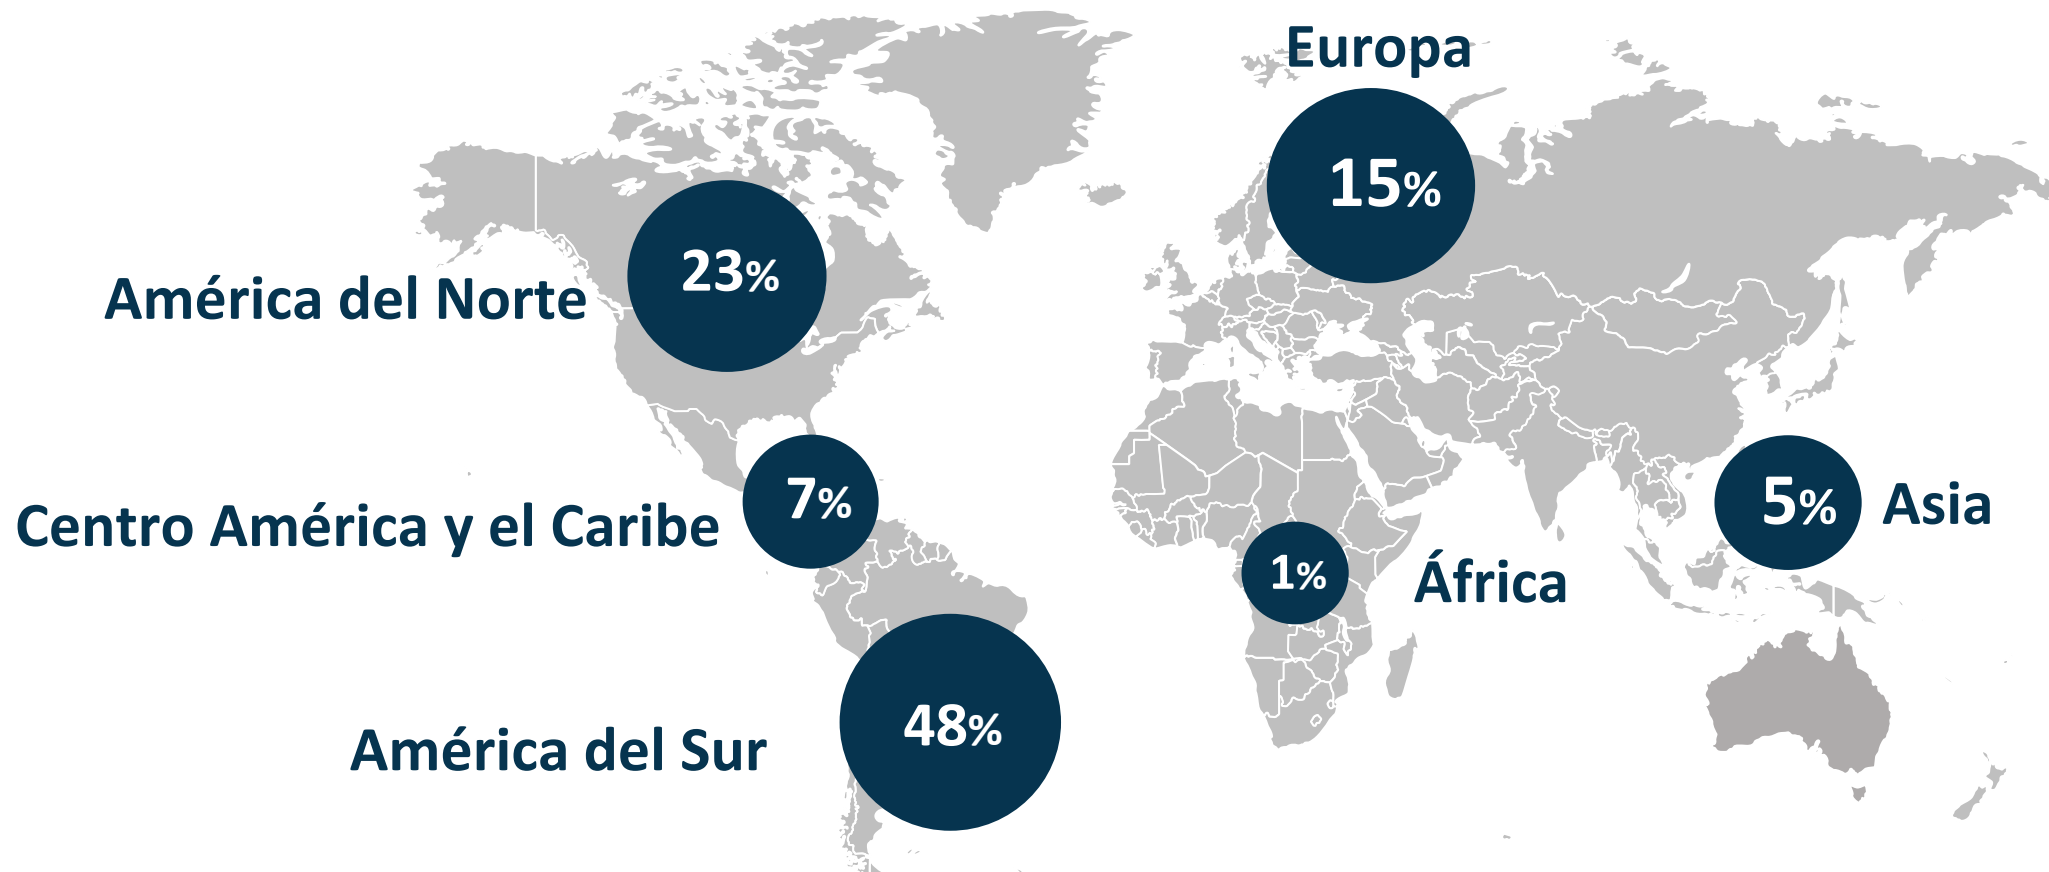 Europa
15%
América del Norte
23%
Centro América y el Caribe
7%
5%
Asia
1%
África
América del Sur
48%